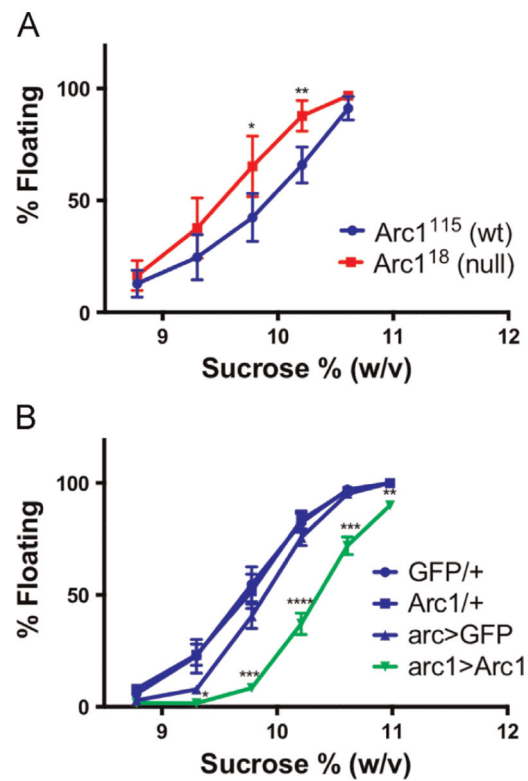 A
% Floating
100
50
0
*
**
Arc1¹¹⁵ (wt)
Arc1¹⁸ (null)
9
10
11
12
Sucrose % (w/v)
B
% Floating
100
50
0
*
***
****
***
**
GFP/+
Arc1/+
arc>GFP
arc1>Arc1
9
10
11
12
Sucrose % (w/v)